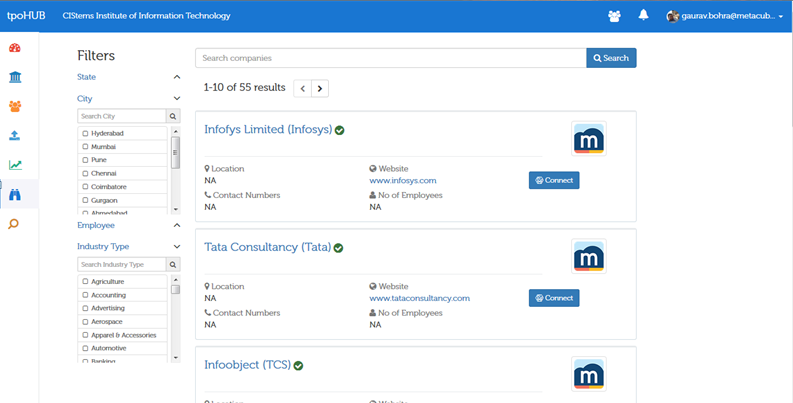 tpoHUB
CIStems Institute of Information Technology
gaurav.bohra@metacub...
Filters
State
City
Search City
Hyderabad
Mumbai
Pune
Chennai
Coimbatore
Gurgaon
Ahmedabad
Employee
Industry Type
Search Industry Type
Agriculture
Accounting
Advertising
Aerospace
Apparel & Accessories
Automotive
Banking
Search companies
Search
1-10 of 55 results
Infofys Limited (Infosys)
m
Location
Website
NA
www.infosys.com
Connect
Contact Numbers
No of Employees
NA
NA
Tata Consultancy (Tata)
m
Location
Website
NA
www.tataconsultancy.com
Connect
Contact Numbers
No of Employees
NA
NA
Infoobject (TCS)
m
Location
Website